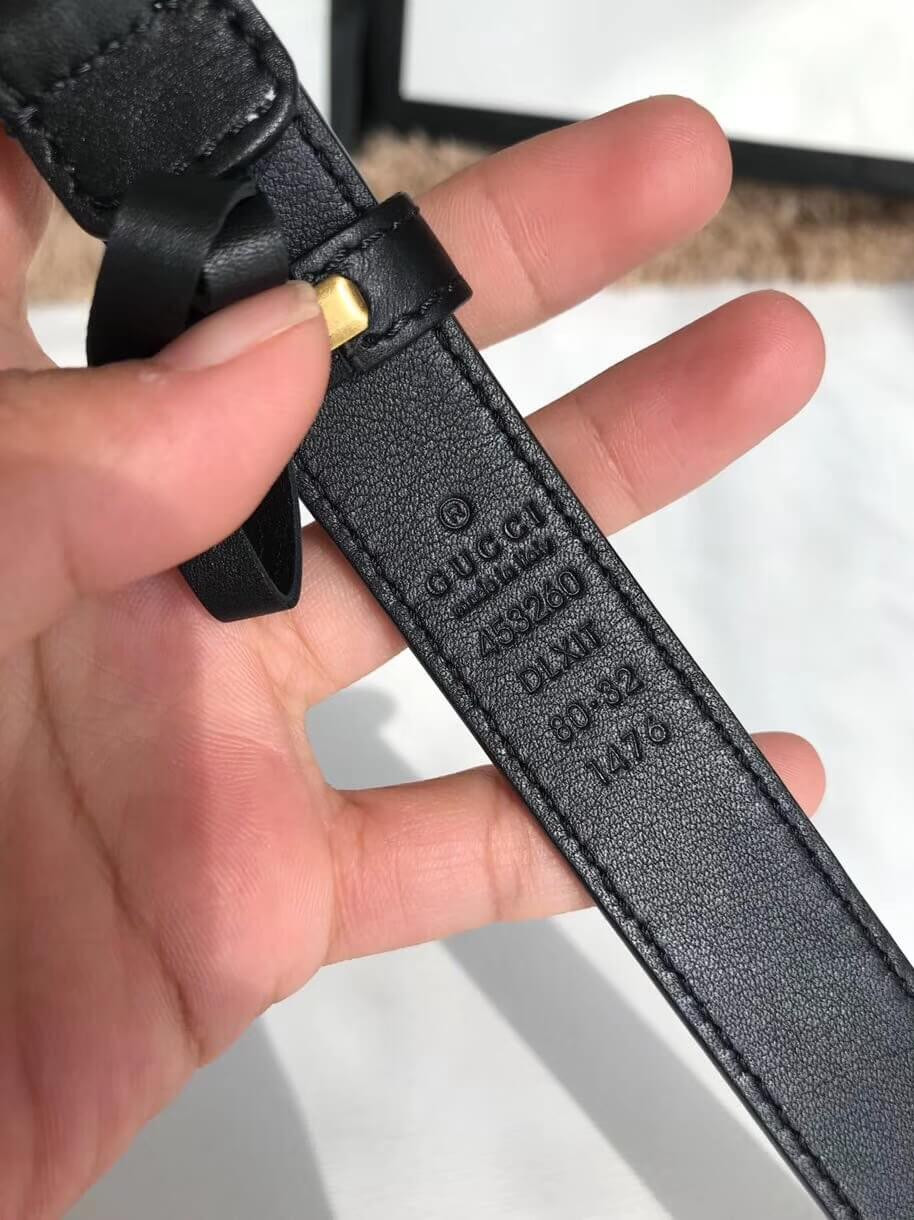 ®
GUCCI
made in italy
453260
DLXIT
80·32
1476